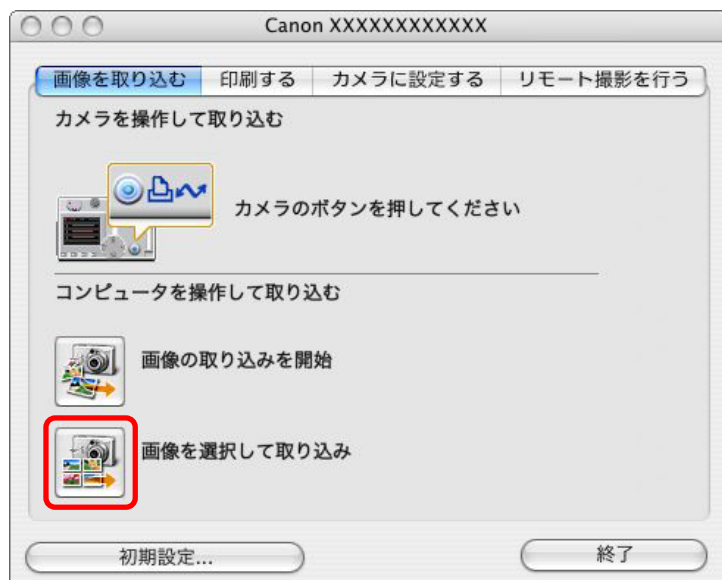 Canon XXXXXXXXXXXX
画像を取り込む 印刷する カメラに設定する リモート撮影を行う
カメラを操作して取り込む
カメラのボタンを押してください
コンピュータを操作して取り込む
画像の取り込みを開始
画像を選択して取り込み
初期設定... 終了